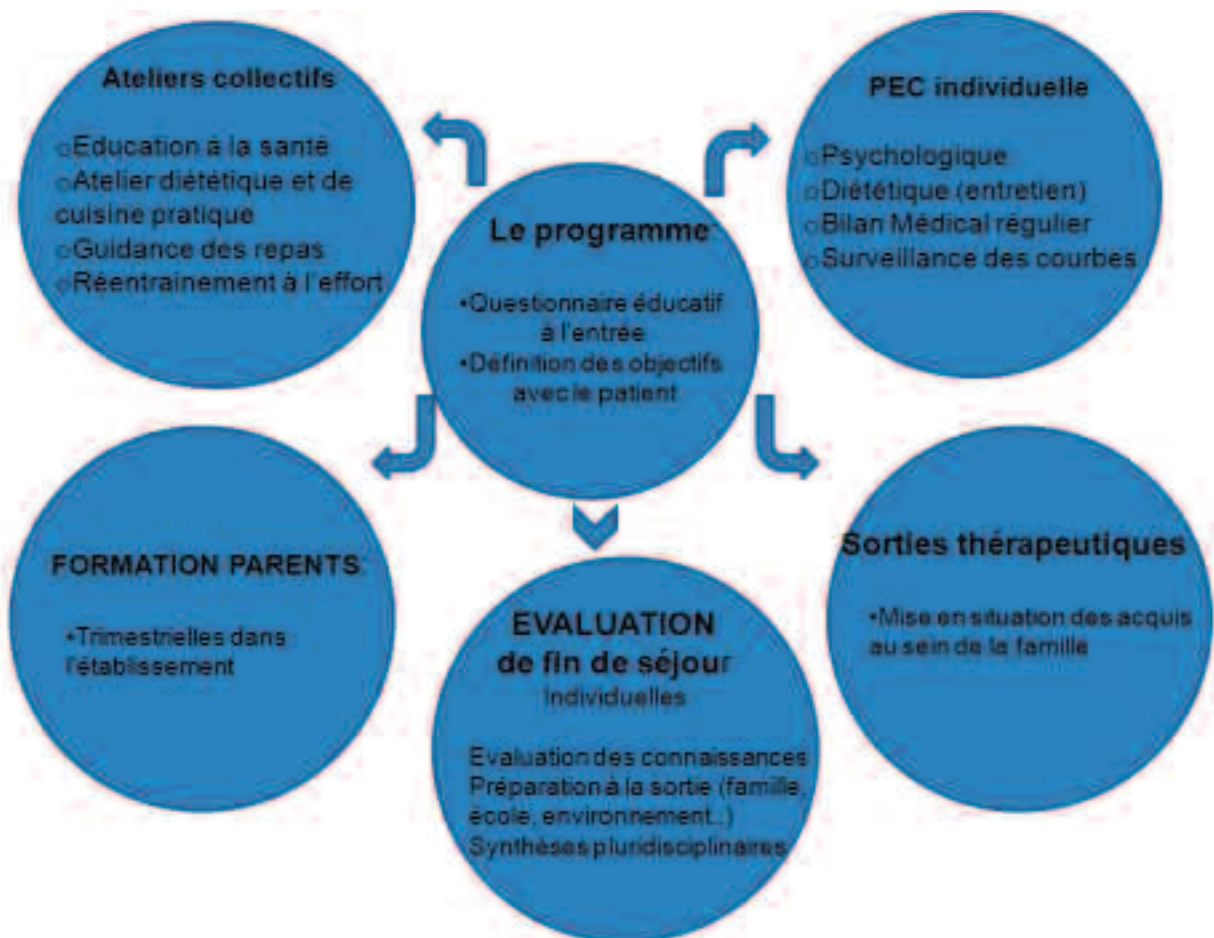 Ateliers collectifs
oEducation à la santé
oAtelier diététique et de
cuisine pratique
oGuidance des repas
oRéentrainement à l'effort
PEC individuelle
oPsychologique
oDiététique (entretien)
oBilan Médical régulier
oSurveillance des courbes
Le programme
•Questionnaire éducatif
à l'entrée
•Définition des objectifs
avec le patient
FORMATION PARENTS
•Trimestrielles dans
l'établissement
EVALUATION
de fin de séjour
Individuelles
Evaluation des connaissances
Préparation à la sortie (famille,
école, environnement..)
Synthèses pluridisciplinaires
Sorties thérapeutiques
•Mise en situation des acquis
au sein de la famille